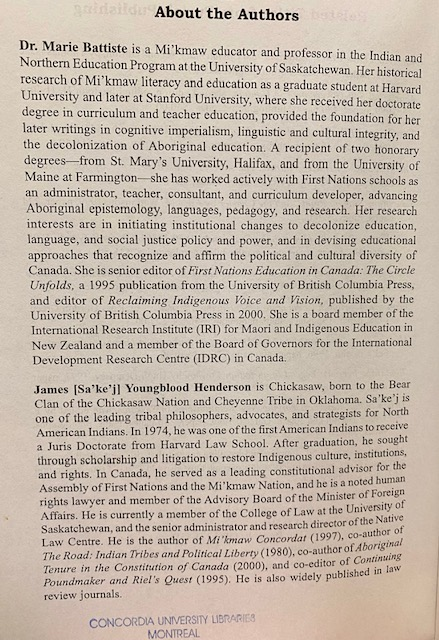 About the Authors
Dr. Marie Battiste is a Mi'kmaw educator and professor in the Indian and
Northern Education Program at the University of Saskatchewan. Her historical
research of Mi'kmaw literacy and education as a graduate student at Harvard
University and later at Stanford University, where she received her doctorate
degree in curriculum and teacher education, provided the foundation for her
later writings in cognitive imperialism, linguistic and cultural integrity, and
the decolonization of Aboriginal education. A recipient of two honorary
degrees—from St. Mary's University, Halifax, and from the University of
Maine at Farmington—she has worked actively with First Nations schools as
an administrator, teacher, consultant, and curriculum developer, advancing
Aboriginal epistemology, languages, pedagogy, and research. Her research
interests are in initiating institutional changes to decolonize education,
language, and social justice policy and power, and in devising educational
approaches that recognize and affirm the political and cultural diversity of
Canada. She is senior editor of First Nations Education in Canada: The Circle
Unfolds, a 1995 publication from the University of British Columbia Press,
and editor of Reclaiming Indigenous Voice and Vision, published by the
University of British Columbia Press in 2000. She is a board member of the
International Research Institute (IRI) for Maori and Indigenous Education in
New Zealand and a member of the Board of Governors for the International
Development Research Centre (IDRC) in Canada.
James [Sa'ke'j] Youngblood Henderson is Chickasaw, born to the Bear
Clan of the Chickasaw Nation and Cheyenne Tribe in Oklahoma. Sa'ke'j is
one of the leading tribal philosophers, advocates, and strategists for North
American Indians. In 1974, he was one of the first American Indians to receive
a Juris Doctorate from Harvard Law School. After graduation, he sought
through scholarship and litigation to restore Indigenous culture, institutions,
and rights. In Canada, he served as a leading constitutional advisor for the
Assembly of First Nations and the Mi'kmaw Nation, and he is a noted human
rights lawyer and member of the Advisory Board of the Minister of Foreign
Affairs. He is currently a member of the College of Law at the University of
Saskatchewan, and the senior administrator and research director of the Native
Law Centre. He is the author of Mi'kmaw Concordat (1997), co-author of
The Road: Indian Tribes and Political Liberty (1980), co-author of Aboriginal
Tenure in the Constitution of Canada (2000), and co-editor of Continuing
Poundmaker and Riel's Quest (1995). He is also widely published in law
review journals.
CONCORDIA UNIVERSITY LIBRARIES
MONTREAL